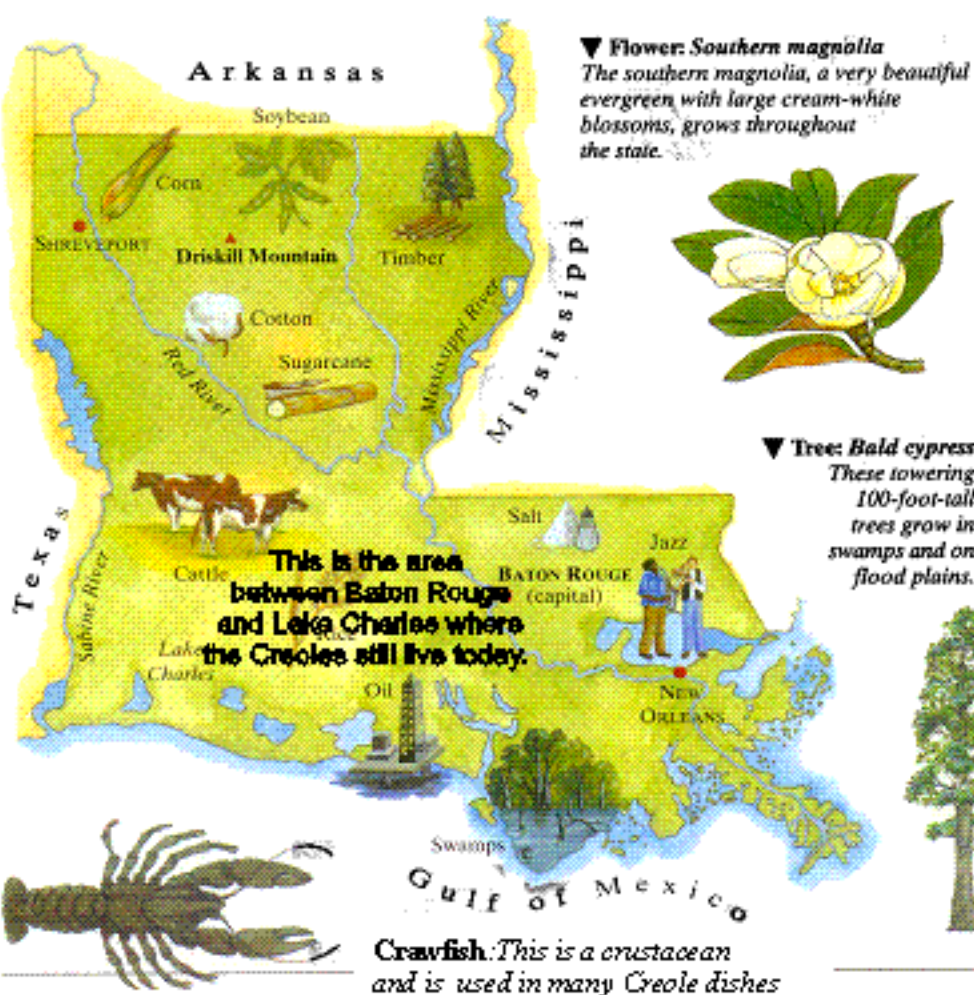 Arkansas
▼ Flower: Southern magnolia
The southern magnolia, a very beautiful
evergreen with large cream-white
blossoms, grows throughout
the state.
Soybean
Corn
SHREVEPORT
Driskill Mountain
Timber
Mississippi
Cotton
Mississippi River
Sugarcane
Red River
▼ Tree: Bald cypress
These towering
100-foot-tall
trees grow in
swamps and on
flood plains.
Salt
Jazz
Texas
Cattle
BATON ROUGE
(capital)
This is the area
between Baton Rouge
and Lake Charles where
the Creoles still live today.
Sabine River
Lake
Charles
Oil
NEW
ORLEANS
Swamps
Gulf of Mexico
Crawfish: This is a crustacean
and is used in many Creole dishes